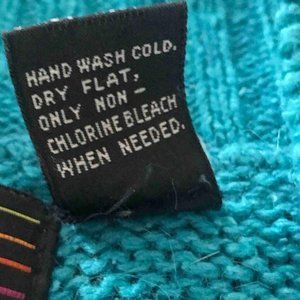 HAND WASH COLD.
DRY FLAT,
ONLY NON-
CHLORINE BLEACH
WHEN NEEDED.